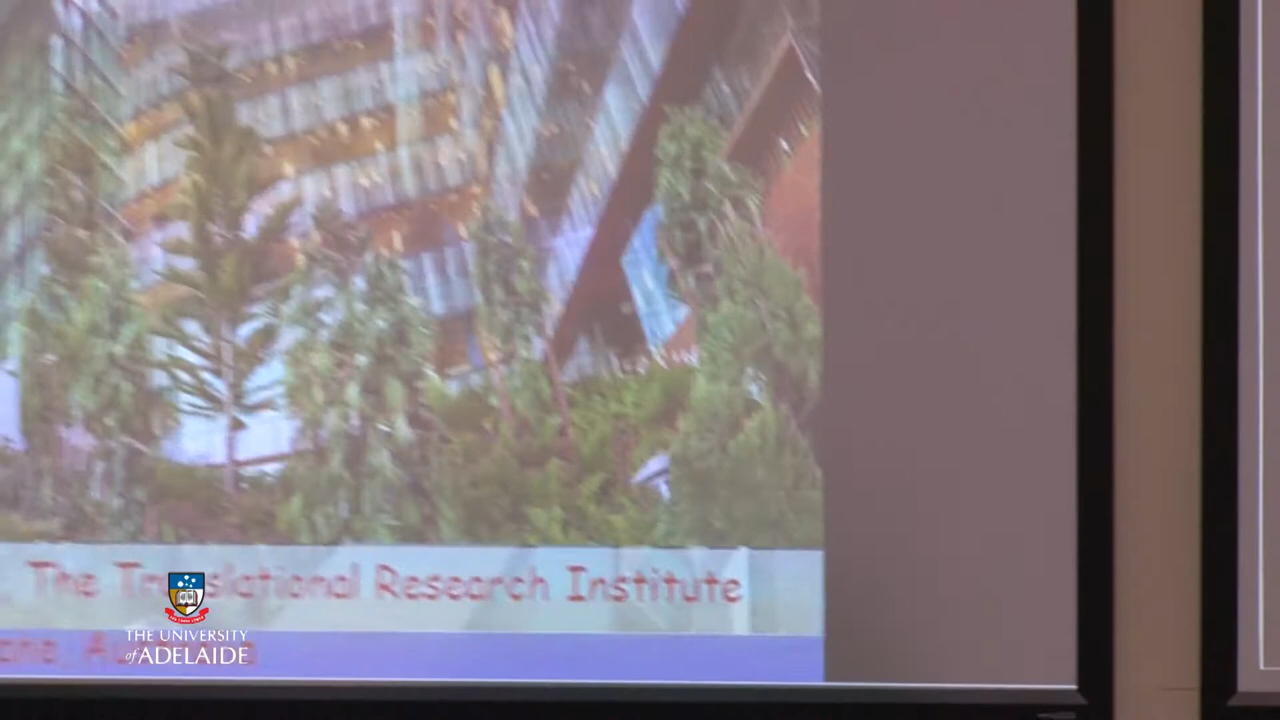 The Translational Research Institute
THE UNIVERSITY
of ADELAIDE